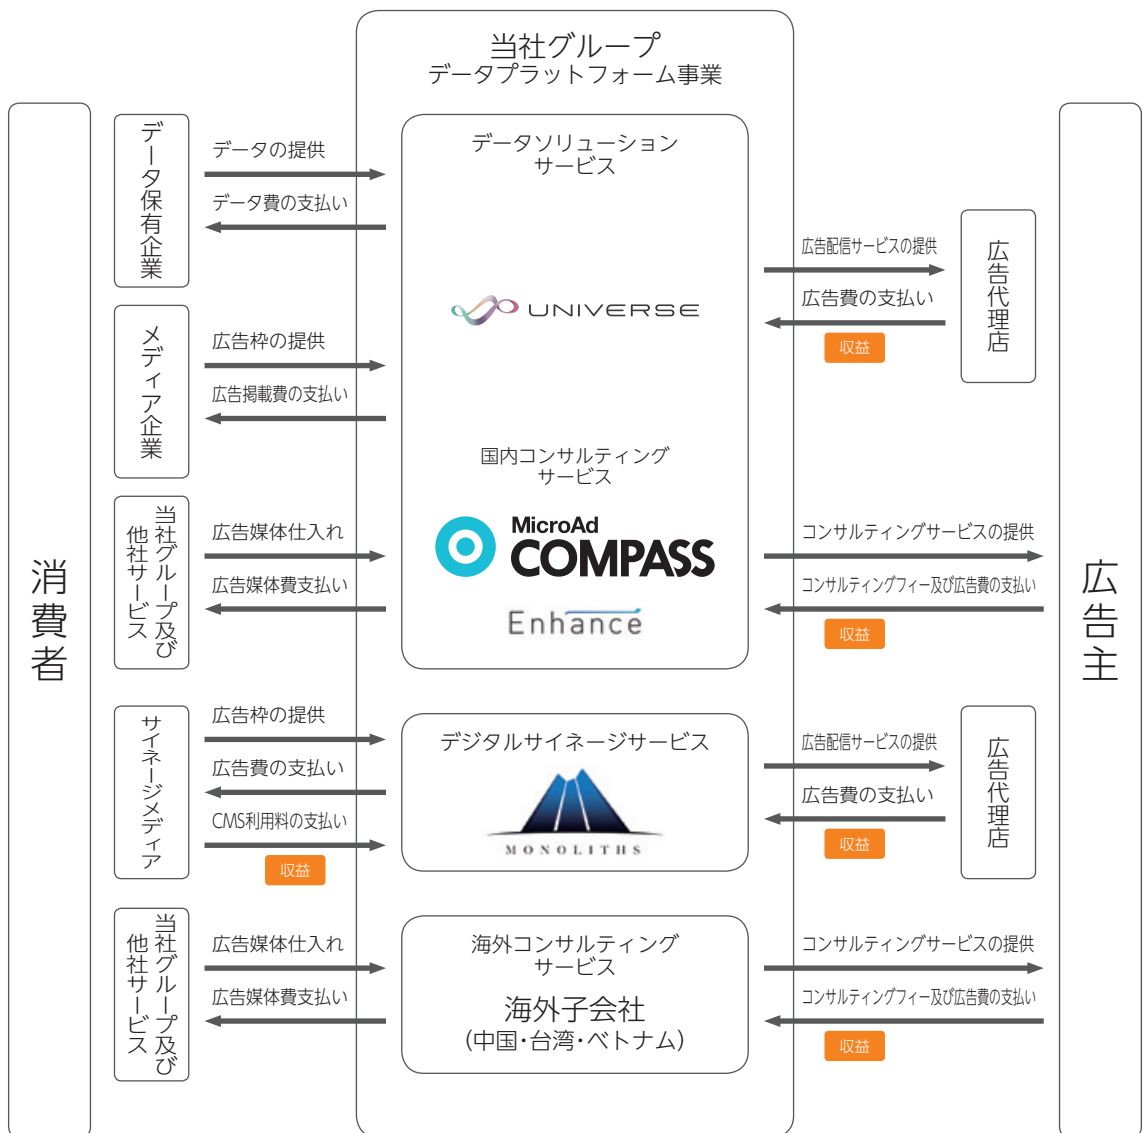 当社グループ
データプラットフォーム事業
消費者
データ保有企業
データの提供
データ費の支払い
メディア企業
広告枠の提供
広告掲載費の支払い
当社グループ及び
他社サービス
広告媒体仕入れ
広告媒体費支払い
データソリューション
サービス
UNIVERSE
国内コンサルティング
サービス
MicroAd
COMPASS
Enhance
広告配信サービスの提供
広告費の支払い
収益
広告代理店
コンサルティングサービスの提供
コンサルティングフィー及び広告費の支払い
収益
広告主
サイネージメディア
広告枠の提供
広告費の支払い
CMS利用料の支払い
収益
デジタルサイネージサービス
MONOLITHS
広告配信サービスの提供
広告費の支払い
収益
広告代理店
当社グループ及び
他社サービス
広告媒体仕入れ
広告媒体費支払い
海外コンサルティング
サービス
海外子会社
(中国・台湾・ベトナム)
コンサルティングサービスの提供
コンサルティングフィー及び広告費の支払い
収益